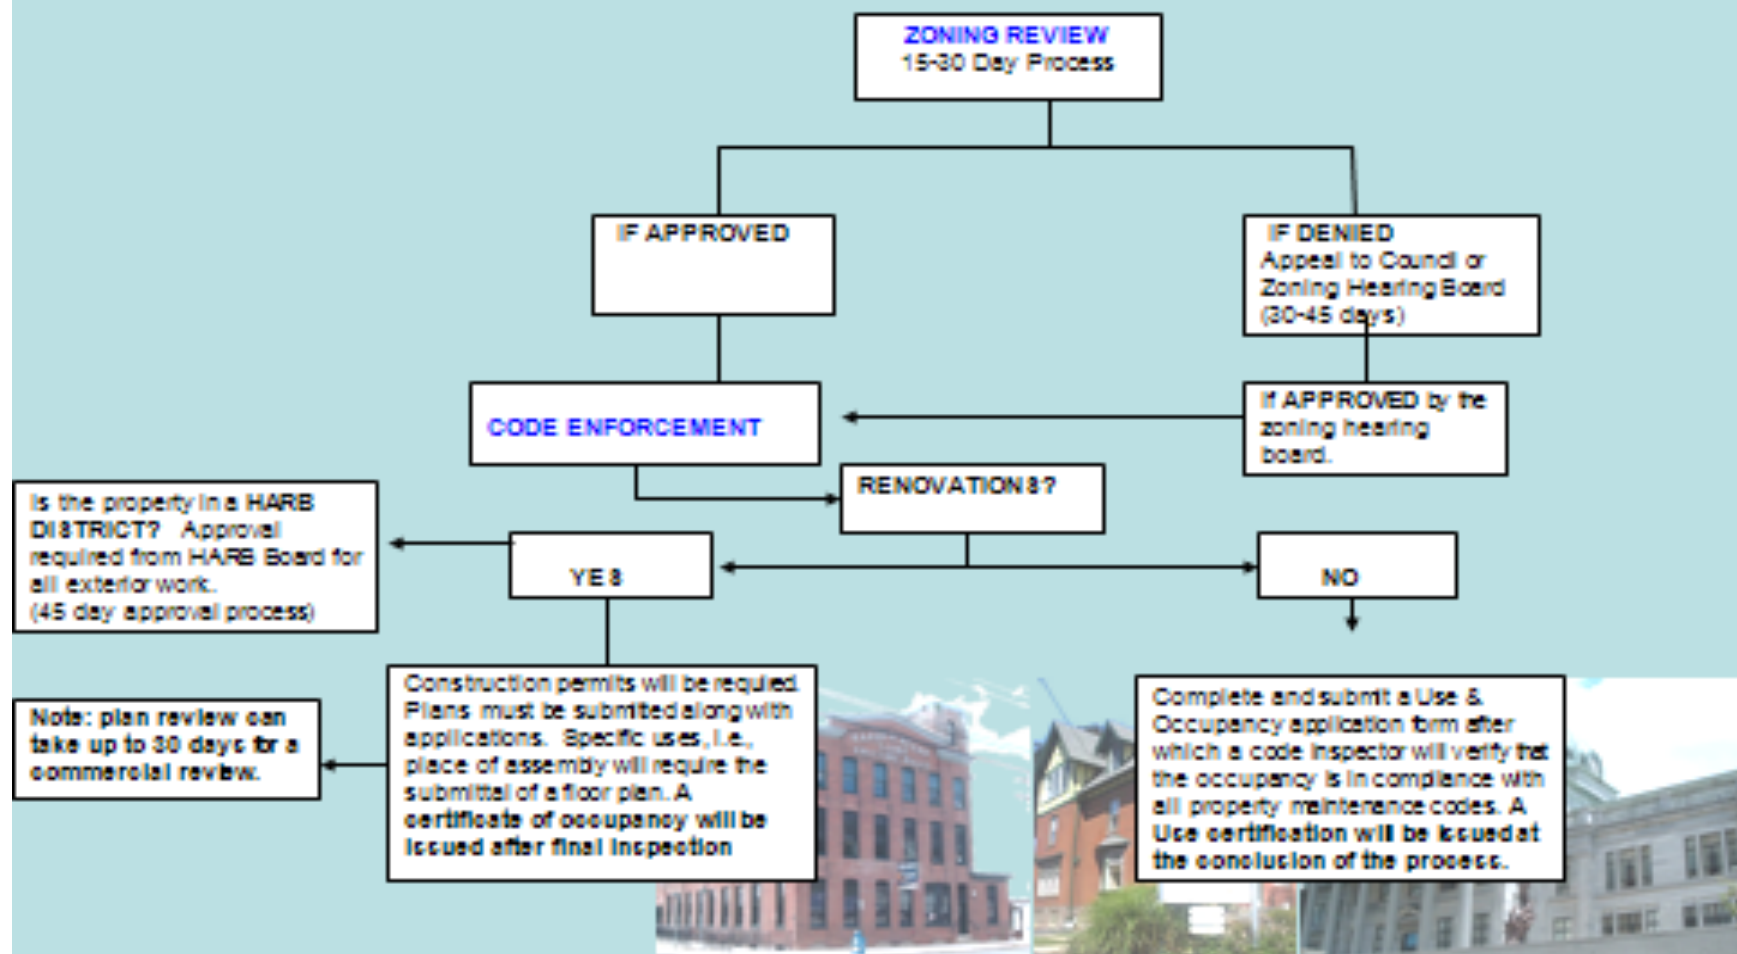 ZONING REVIEW
15-30 Day Process
IF APPROVED
IF DENIED
Appeal to Council or
Zoning Hearing Board
(30-45 days)
CODE ENFORCEMENT
If APPROVED by the
zoning hearing
board.
RENOVATIONS?
Is the property in a HARB
DISTRICT? Approval
required from HARB Board for
all exterior work.
(45 day approval process)
YES
NO
Construction permits will be required.
Plans must be submitted along with
applications. Specific uses, i.e.,
place of assembly will require the
submittal of a floor plan. A
certificate of occupancy will be
issued after final inspection
Note: plan review can
take up to 30 days for a
commercial review.
Complete and submit a Use &
Occupancy application form after
which a code inspector will verify that
the occupancy is in compliance with
all property maintenance codes. A
Use certification will be issued at
the conclusion of the process.